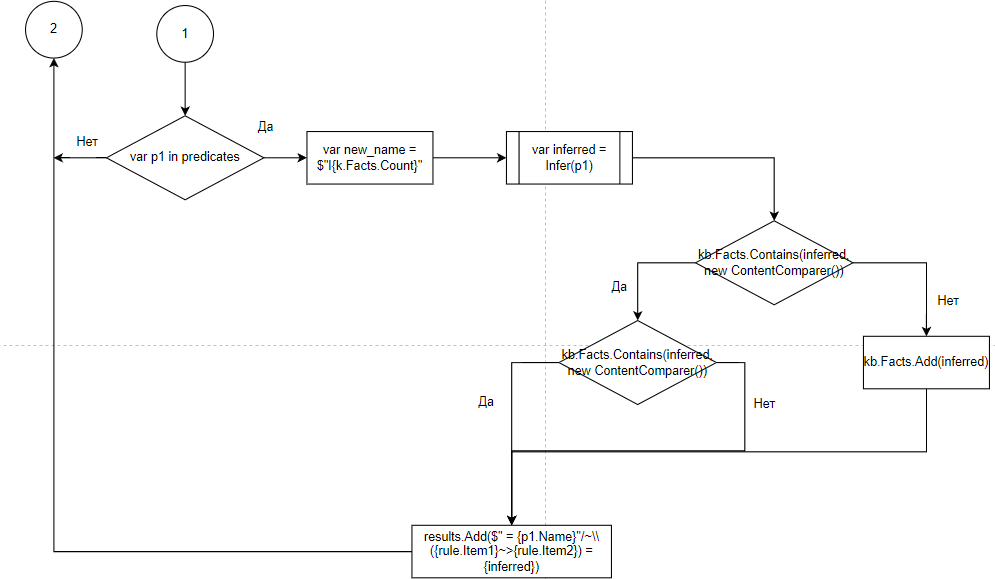 2
1
Нет
Да
var p1 in predicates
var new_name =
$"I{k.Facts.Count}"
var inferred =
Infer(p1)
kb.Facts.Contains(inferred,
new ContentComparer())
Да
Нет
kb.Facts.Contains(inferred,
new ContentComparer())
kb.Facts.Add(inferred)
Да
Нет
results.Add($" = {p1.Name}"/~\\
({rule.Item1}~>{rule.Item2}) =
{inferred})